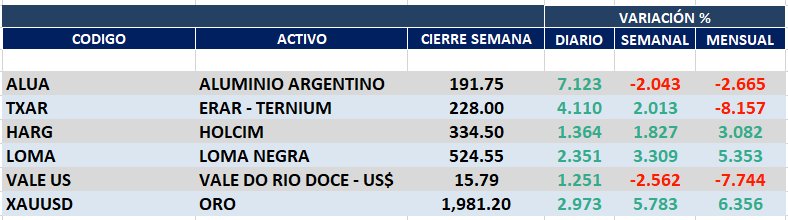 VARIACIÓN %
CODIGO ACTIVO CIERRE SEMANA DIARIO SEMANAL MENSUAL
ALUA ALUMINIO ARGENTINO 191.75 7.123 -2.043 -2.665
TXAR ERAR - TERNIUM 228.00 4.110 2.013 -8.157
HARG HOLCIM 334.50 1.364 1.827 3.082
LOMA LOMA NEGRA 524.55 2.351 3.309 5.353
VALE US VALE DO RIO DOCE - US$ 15.79 1.251 -2.562 -7.744
XAUUSD ORO 1,981.20 2.973 5.783 6.356